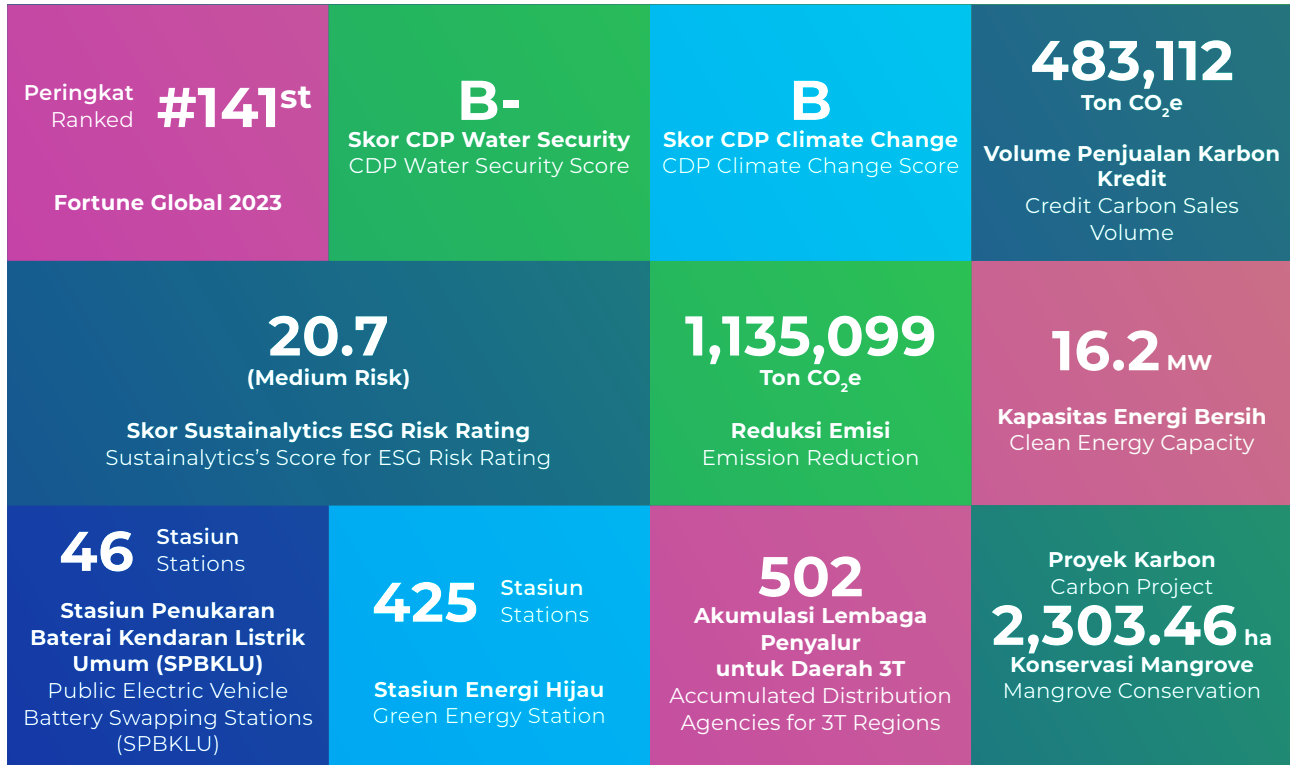 Peringkat
Ranked
#141st
Fortune Global 2023
B-
Skor CDP Water Security
CDP Water Security Score
B
Skor CDP Climate Change
CDP Climate Change Score
483,112
Ton CO2e
Volume Penjualan Karbon
Kredit
Credit Carbon Sales
Volume
20.7
(Medium Risk)
Skor Sustainalytics ESG Risk Rating
Sustainalytics's Score for ESG Risk Rating
1,135,099
Ton CO2e
Reduksi Emisi
Emission Reduction
16.2 MW
Kapasitas Energi Bersih
Clean Energy Capacity
46
Stasiun
Stations
Stasiun Penukaran
Baterai Kendaran Listrik
Umum (SPBKLU)
Public Electric Vehicle
Battery Swapping Stations
(SPBKLU)
425
Stasiun
Stations
Stasiun Energi Hijau
Green Energy Station
502
Akumulasi Lembaga
Penyalur
untuk Daerah 3T
Accumulated Distribution
Agencies for 3T Regions
Proyek Karbon
Carbon Project
2,303.46 ha
Konservasi Mangrove
Mangrove Conservation